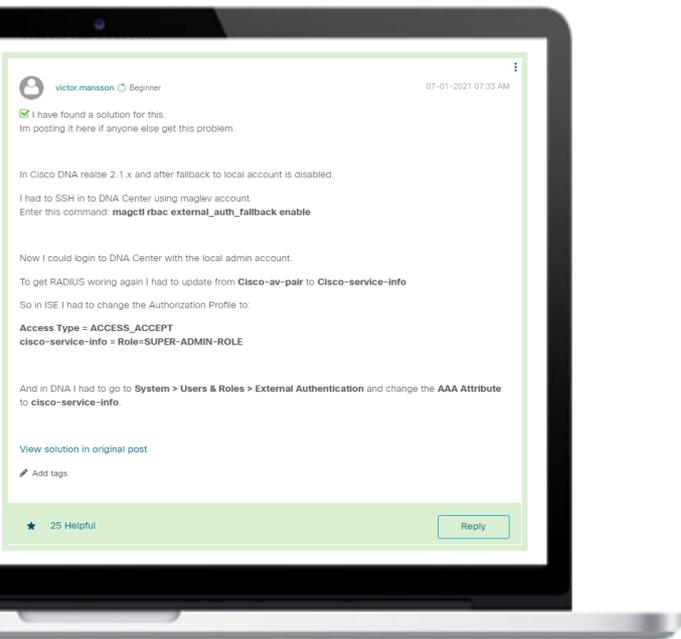 victor.mansson Beginner
07-01-2021 07:33 AM
I have found a solution for this.
Im posting it here if anyone else get this problem.
In Cisco DNA realse 2.1.x and after fallback to local account is disabled.
I had to SSH in to DNA Center using maglev account.
Enter this command: magctl rbac external_auth_fallback enable
Now I could login to DNA Center with the local admin account.
To get RADIUS woring again I had to update from Cisco-av-pair to Cisco-service-info
So in ISE I had to change the Authorization Profile to:
Access Type = ACCESS_ACCEPT
cisco-service-info = Role=SUPER-ADMIN-ROLE
And in DNA I had to go to System > Users & Roles > External Authentication and change the AAA Attribute
to cisco-service-info.
View solution in original post
Add tags
25 Helpful
Reply